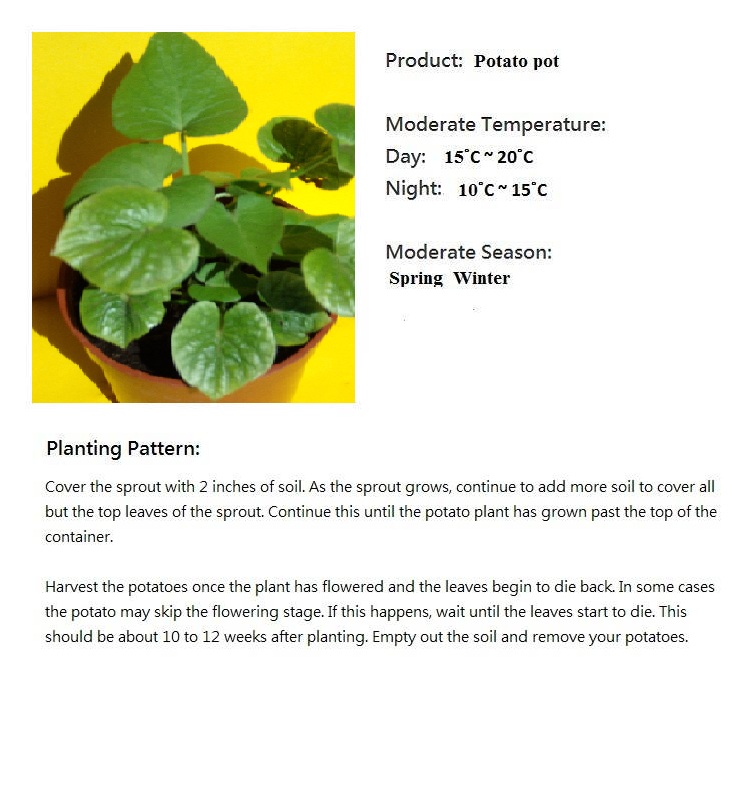 Product: Potato pot
Moderate Temperature:
Day: 15°C ~ 20°C
Night: 10°C ~ 15°C
Moderate Season:
Spring Winter
Planting Pattern:
Cover the sprout with 2 inches of soil. As the sprout grows, continue to add more soil to cover all
but the top leaves of the sprout. Continue this until the potato plant has grown past the top of the
container.
Harvest the potatoes once the plant has flowered and the leaves begin to die back. In some cases
the potato may skip the flowering stage. If this happens, wait until the leaves start to die. This
should be about 10 to 12 weeks after planting. Empty out the soil and remove your potatoes.